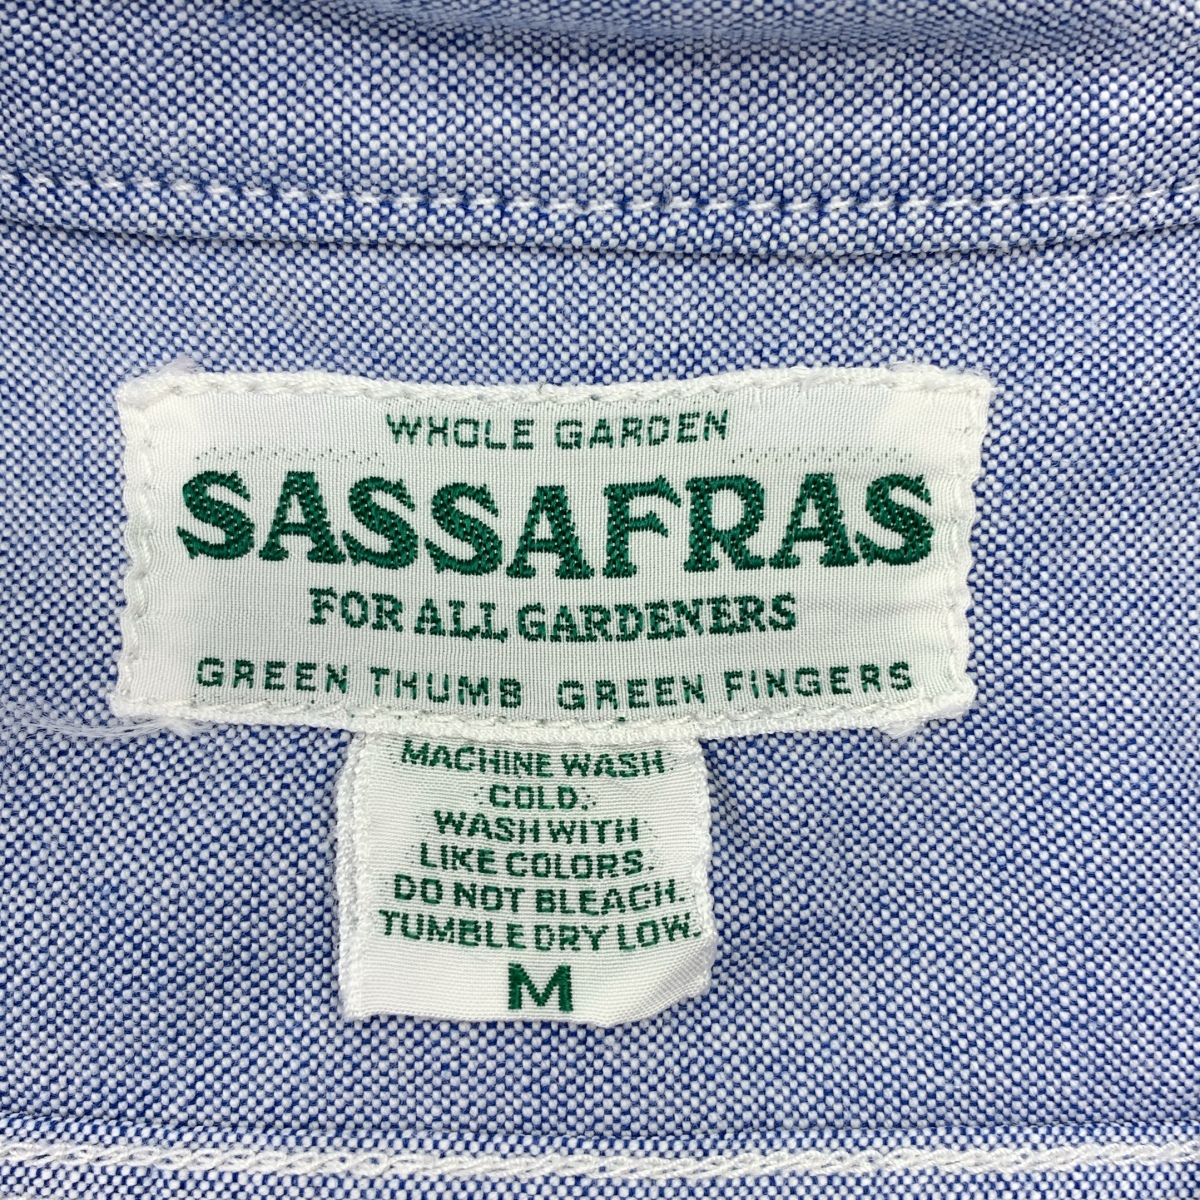 WHOLE GARDEN
SASSAFRAS
FOR ALL GARDENERS
GREEN THUMB GREEN FINGERS
MACHINE WASH
COLD.
WASH WITH
LIKE COLORS.
DO NOT BLEACH.
TUMBLE DRY LOW.
M